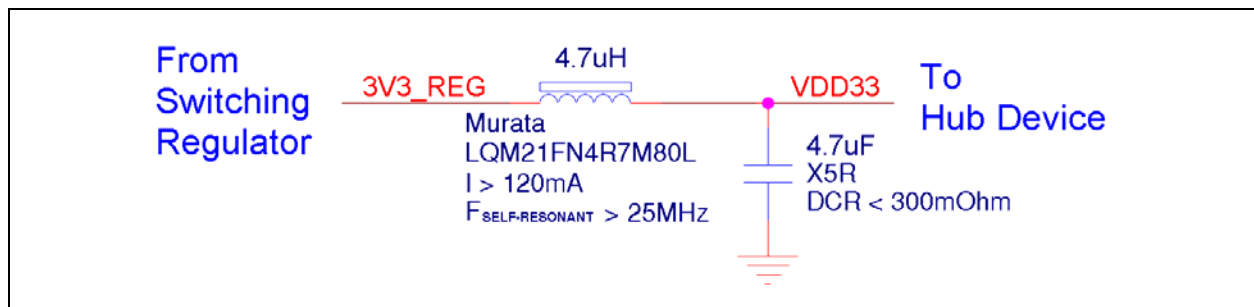 From
Switching
Regulator
3V3_REG
4.7uH
Murata
LQM21FN4R7M80L
I > 120mA
FSELF-RESONANT > 25MHz
VDD33
4.7uF
X5R
DCR < 300mOhm
To
Hub Device